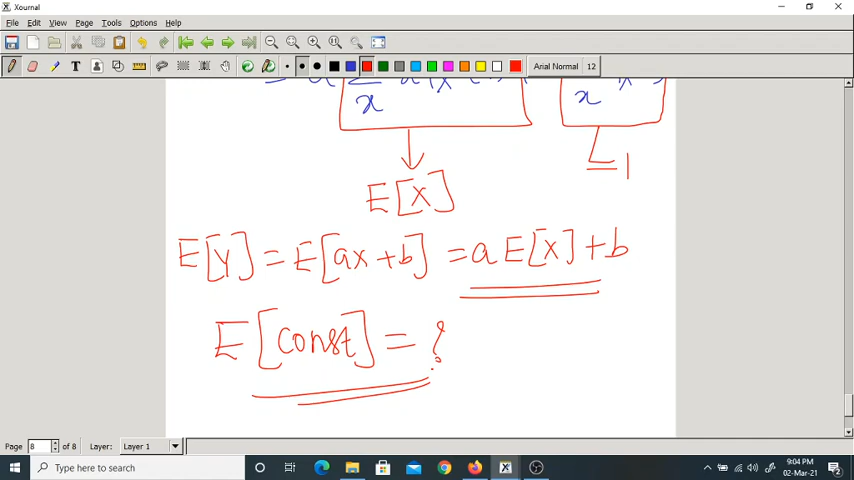 Xournal
File Edit View Page Tools Options Help
Arial Normal 12
x
x
1
E[X]
E[Y] = E[ax + b] = a E[X] + b
E[const] = ?
Page 8 of 8 Layer: Layer 1
Type here to search
9:04 PM
02-Mar-21
2